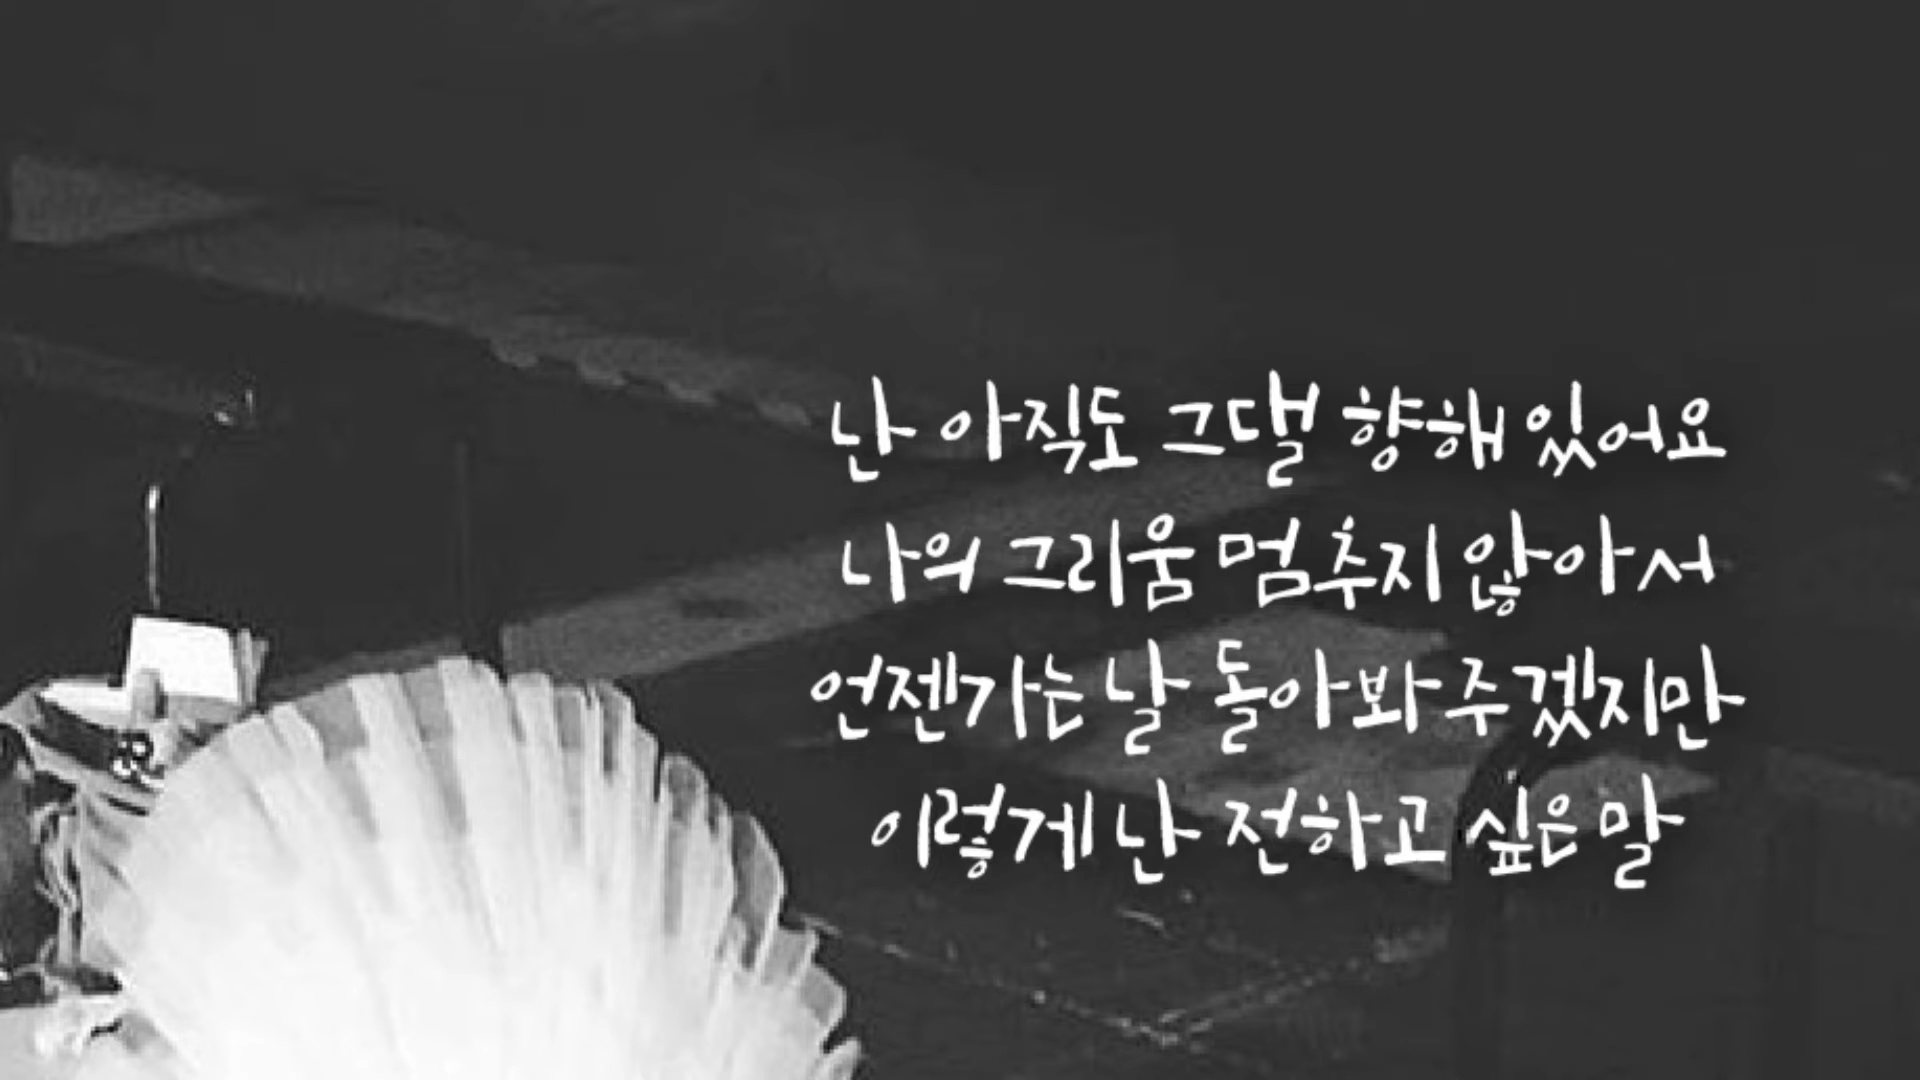 난 아직도 그댈 향해 있어요
나의 그리움 멈추지 않아서
언젠가는 날 돌아봐 주겠지만
이렇게 난 전하고 싶은 말